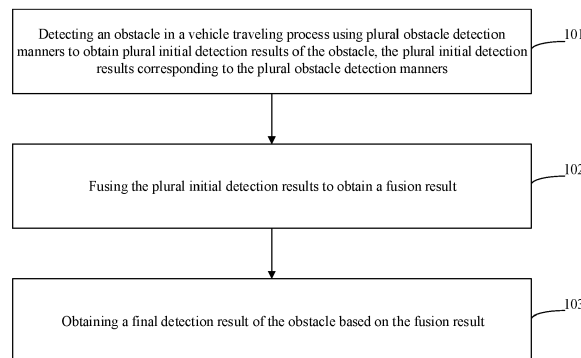 Detecting an obstacle in a vehicle traveling process using plural obstacle detection
manners to obtain plural initial detection results of the obstacle, the plural initial detection
results corresponding to the plural obstacle detection manners
101
Fusing the plural initial detection results to obtain a fusion result
102
Obtaining a final detection result of the obstacle based on the fusion result
103